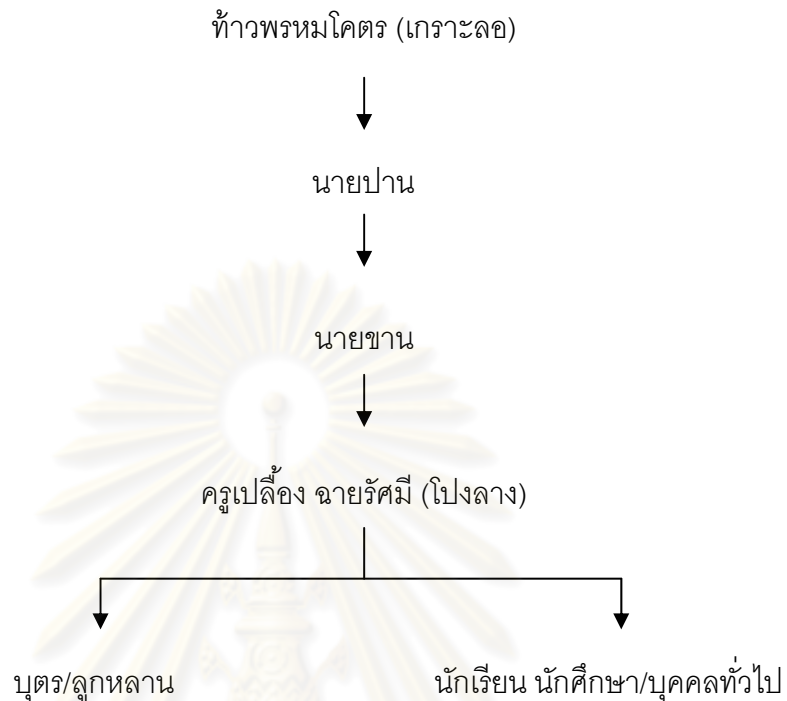 ท้าวพรหมโคตร (เกราะลอ)
นายปาน
นายขาน
ครูเปลื้อง ฉายรัศมี (โปงลาง)
บุตร/ลูกหลาน นักเรียน นักศึกษา/บุคคลทั่วไป